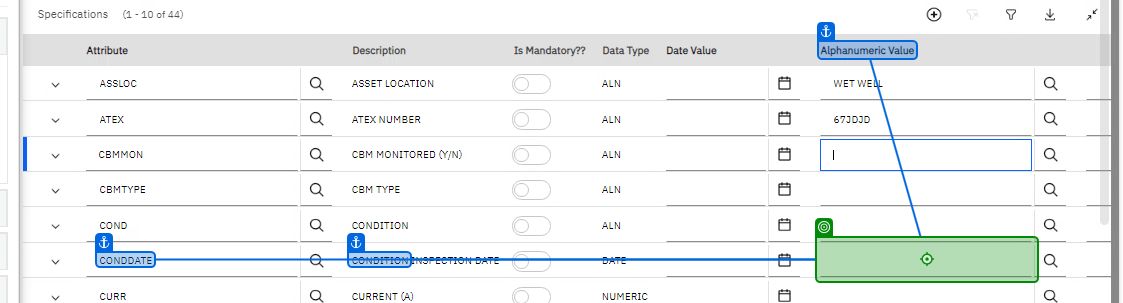 Specifications (1 - 10 of 44)
Attribute Description Is Mandatory?? Data Type Date Value Alphanumeric Value
ASSLOC ASSET LOCATION ALN WET WELL
ATEX ATEX NUMBER ALN 67JDJD
CBMMON CBM MONITORED (Y/N) ALN
CBMTYPE CBM TYPE ALN
COND CONDITION ALN
CONDDATE CONDITION INSPECTION DATE DATE
CURR CURRENT (A) NUMERIC